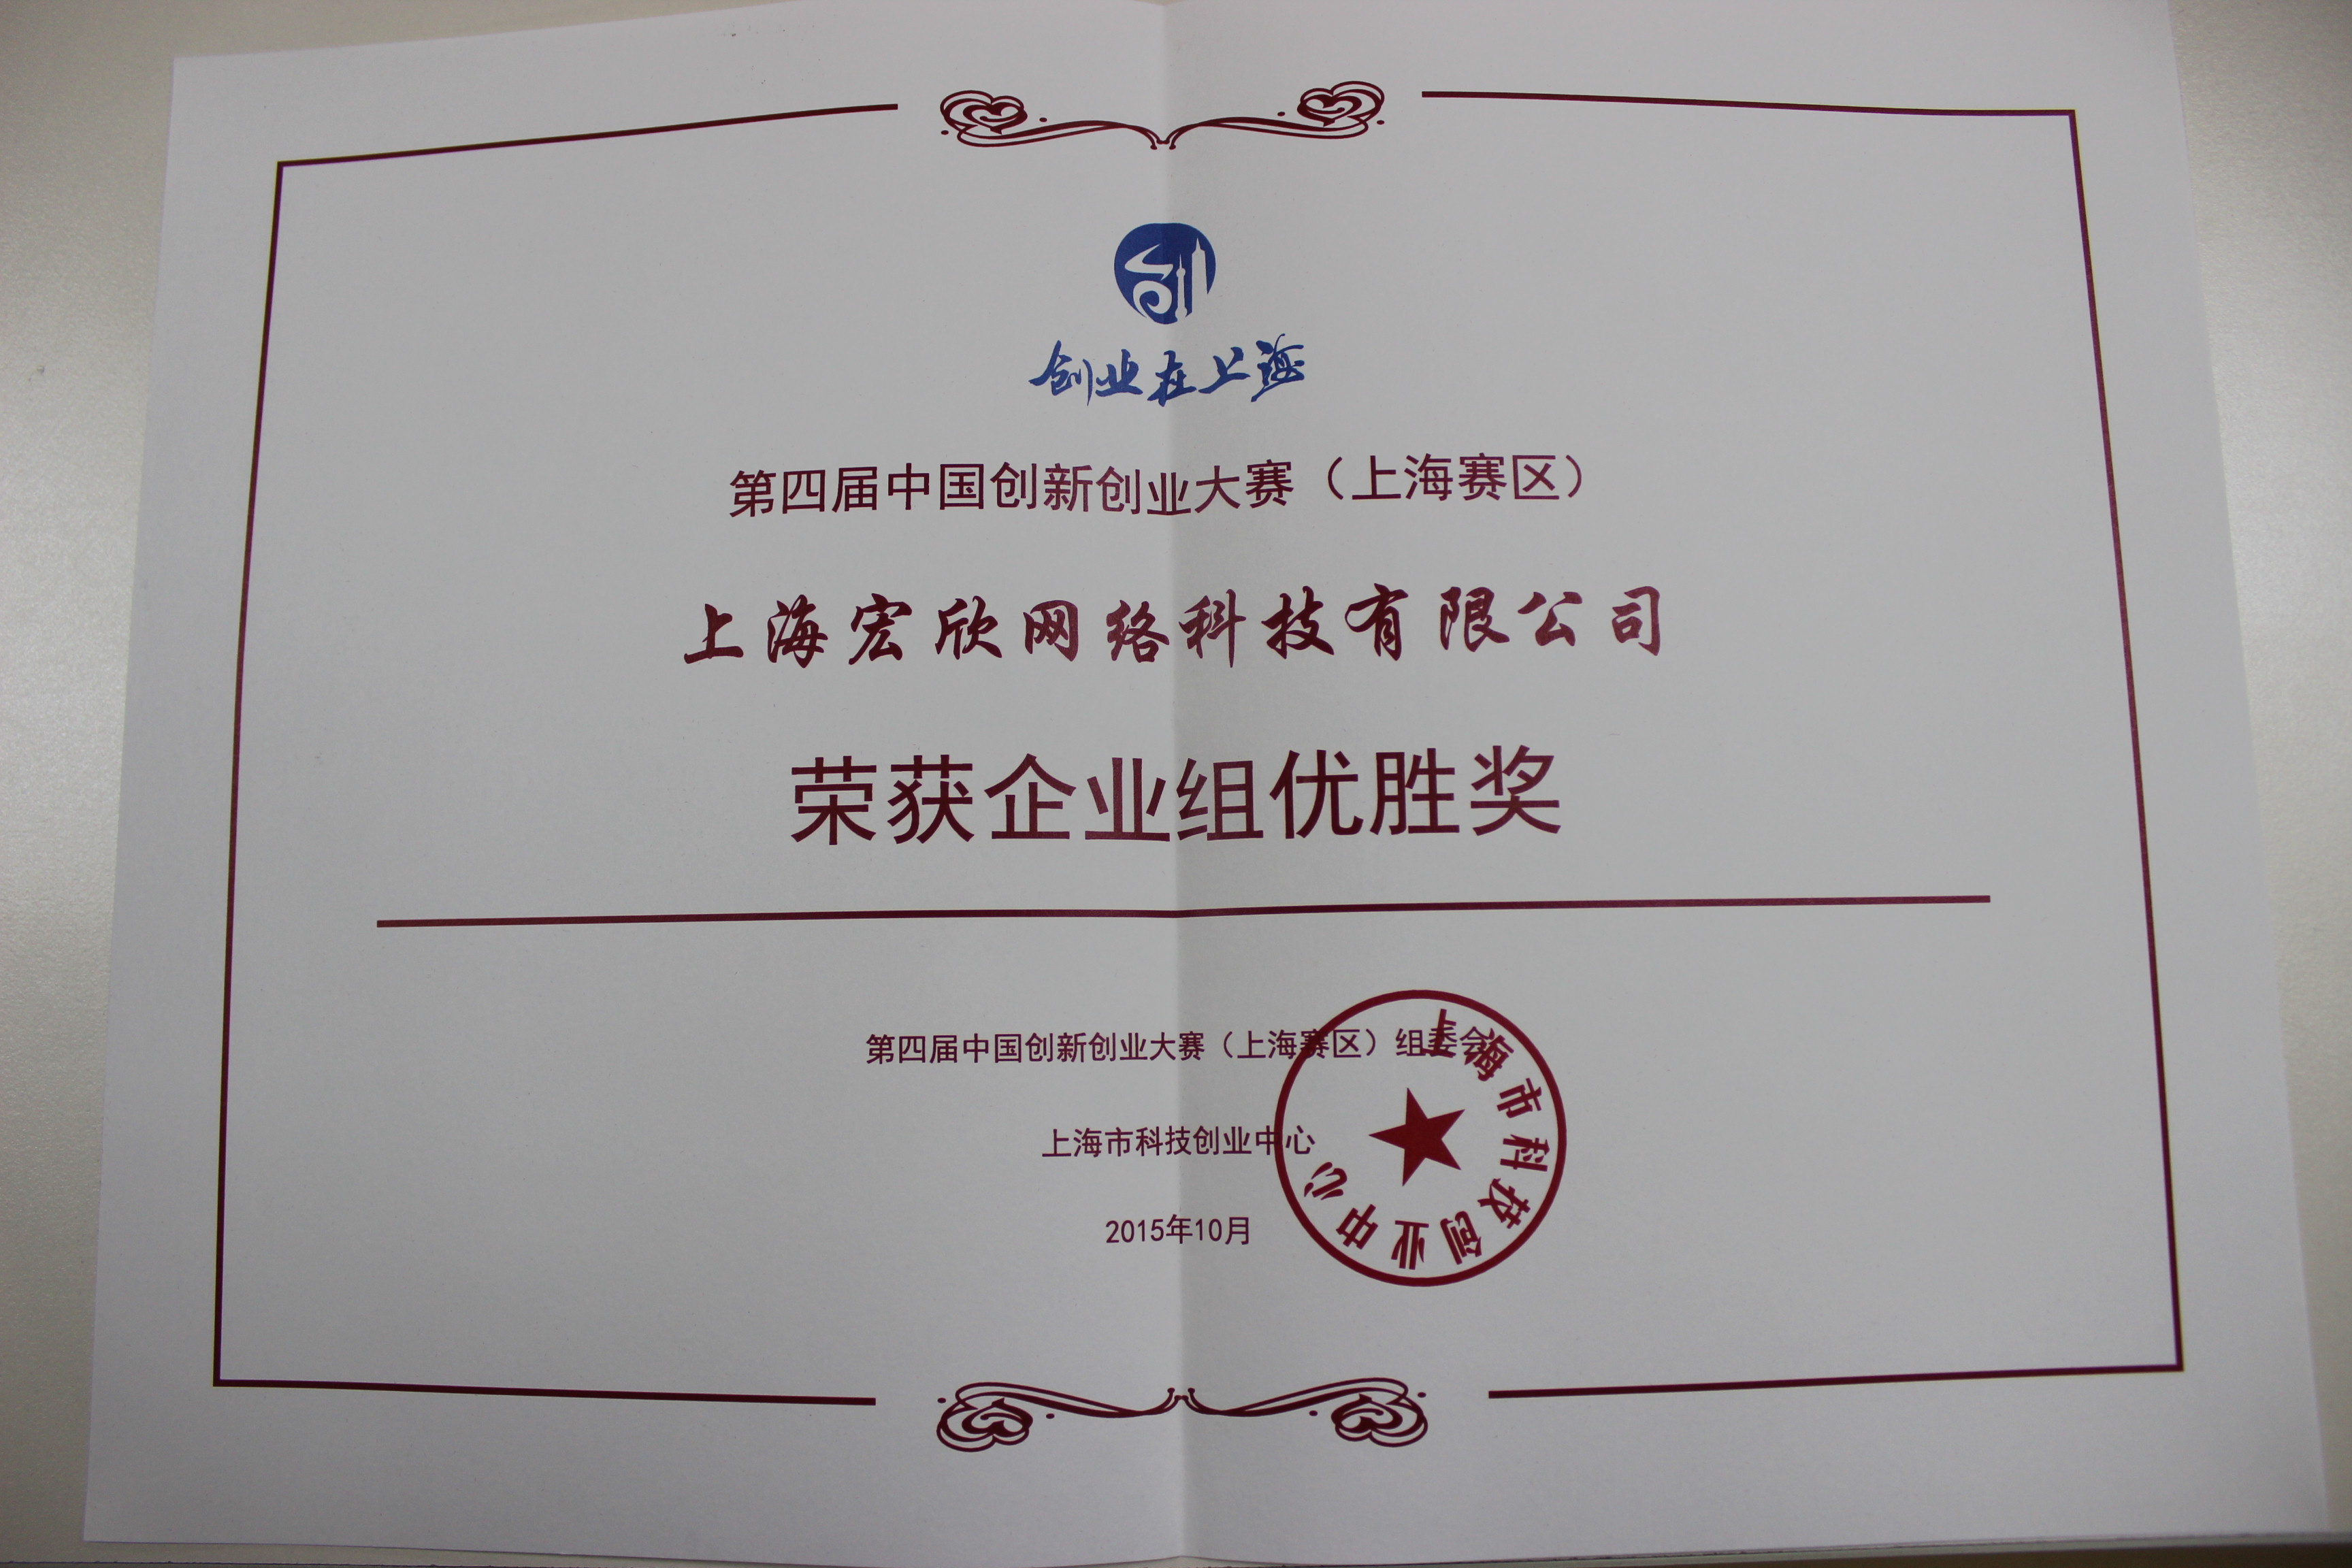 创业在上海
第四届中国创新创业大赛（上海赛区）
上海宏欣网络科技有限公司
荣获企业组优胜奖
第四届中国创新创业大赛（上海赛区）组委会
上海市科技创业中心
2015年10月
上海市科技创业中心